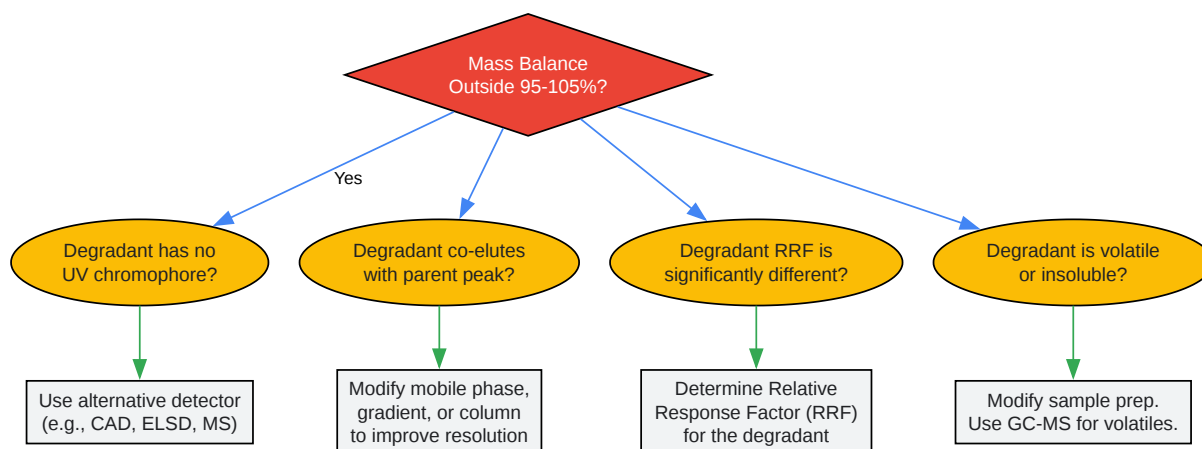 Mass Balance
Outside 95-105%?
Yes
Degradant has no
UV chromophore?
Degradant co-elutes
with parent peak?
Degradant RRF is
significantly different?
Degradant is volatile
or insoluble?
Use alternative detector
(e.g., CAD, ELSD, MS)
Modify mobile phase,
gradient, or column
to improve resolution
Determine Relative
Response Factor (RRF)
for the degradant
Modify sample prep.
Use GC-MS for volatiles.